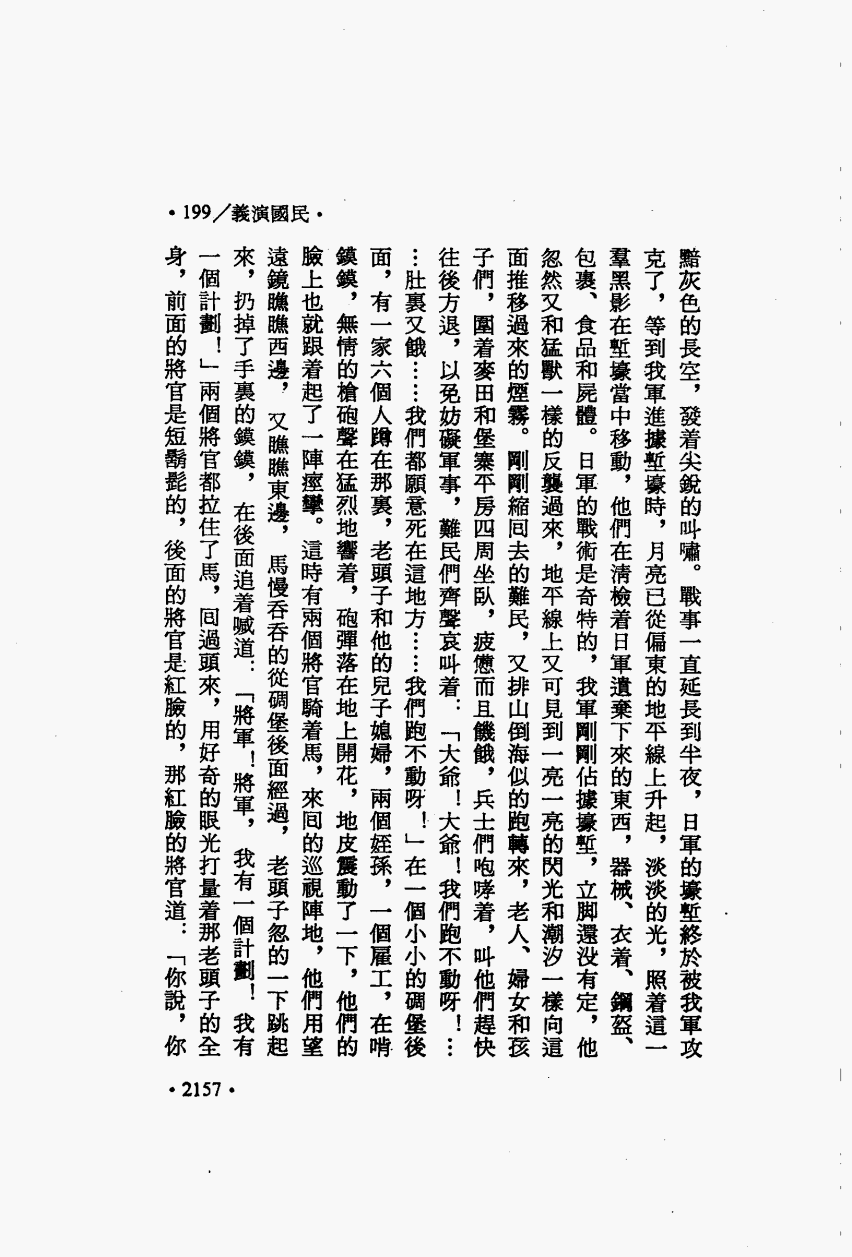 •199／義演國民•
黯灰色的長空，發着尖銳的叫嘯。戰事一直延長到半夜，日軍的壕塹終於被我軍攻
克了，等到我軍進據塹壕時，月亮已從偏東的地平線上升起，淡淡的光，照着這一
羣黑影在塹壕當中移動，他們在清檢着日軍遺棄下來的東西，器械、衣着、鋼盔、
包裹、食品和屍體。日軍的戰術是奇特的，我軍剛剛佔據壕塹，立脚還没有定，他
忽然又和猛獸一樣的反襲過來，地平線上又可見到一亮一亮的閃光和潮汐一樣向這
面推移過來的煙霧。剛剛縮回去的難民，又排山倒海似的跑轉來，老人、婦女和孩
子們，圍着麥田和堡寨平房四周坐臥，疲憊而且饑餓，兵士們咆哮着，叫他們趕快
往後方退，以免妨礙軍事，難民們齊聲哀叫着：「大爺！大爺！我們跑不動呀！…
…肚裏又餓……我們都願意死在這地方……我們跑不動呀！」在一個小小的碉堡後
面，有一家六個人蹲在那裏，老頭子和他的兒子媳婦，兩個姪孫，一個雇工，在啃
饃饃，無情的槍砲聲在猛烈地響着，砲彈落在地上開花，地皮震動了一下，他們的
臉上也就跟着起了一陣痙攣。這時有兩個將官騎着馬，來回的巡視陣地，他們用望
遠鏡瞧瞧西邊，又瞧瞧東邊，馬慢吞吞的從碉堡後面經過，老頭子忽的一下跳起
來，扔掉了手裏的饃饃，在後面追着喊道：「將軍！將軍，我有一個計劃！我有
一個計劃！」兩個將官都拉住了馬，回過頭來，用好奇的眼光打量着那老頭子的全
身，前面的將官是短鬍髭的，後面的將官是紅臉的，那紅臉的將官道：「你說，你
•2157•